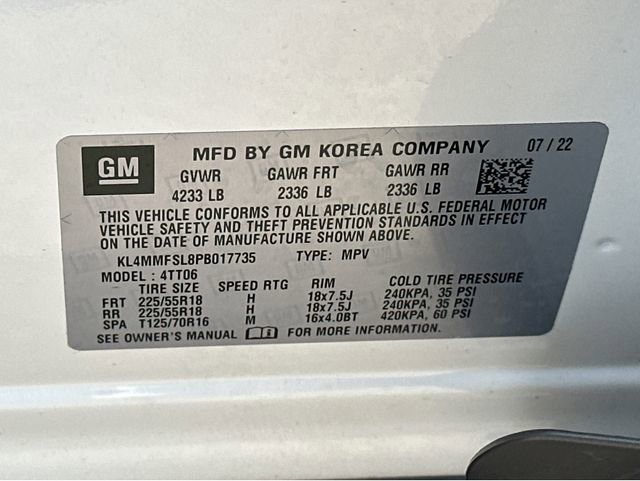 GM MFD BY GM KOREA COMPANY 07 / 22
GVWR GAWR FRT GAWR RR
4233 LB 2336 LB 2336 LB
THIS VEHICLE CONFORMS TO ALL APPLICABLE U.S. FEDERAL MOTOR
VEHICLE SAFETY AND THEFT PREVENTION STANDARDS IN EFFECT
ON THE DATE OF MANUFACTURE SHOWN ABOVE.
KL4MMFSL8PB017735 TYPE: MPV
MODEL : 4TT06
TIRE SIZE SPEED RTG RIM COLD TIRE PRESSURE
FRT 225/55R18 H 18x7.5J 240KPA, 35 PSI
RR 225/55R18 H 18x7.5J 240KPA, 35 PSI
SPA T125/70R16 M 16x4.0BT 420KPA, 60 PSI
SEE OWNER'S MANUAL FOR MORE INFORMATION.